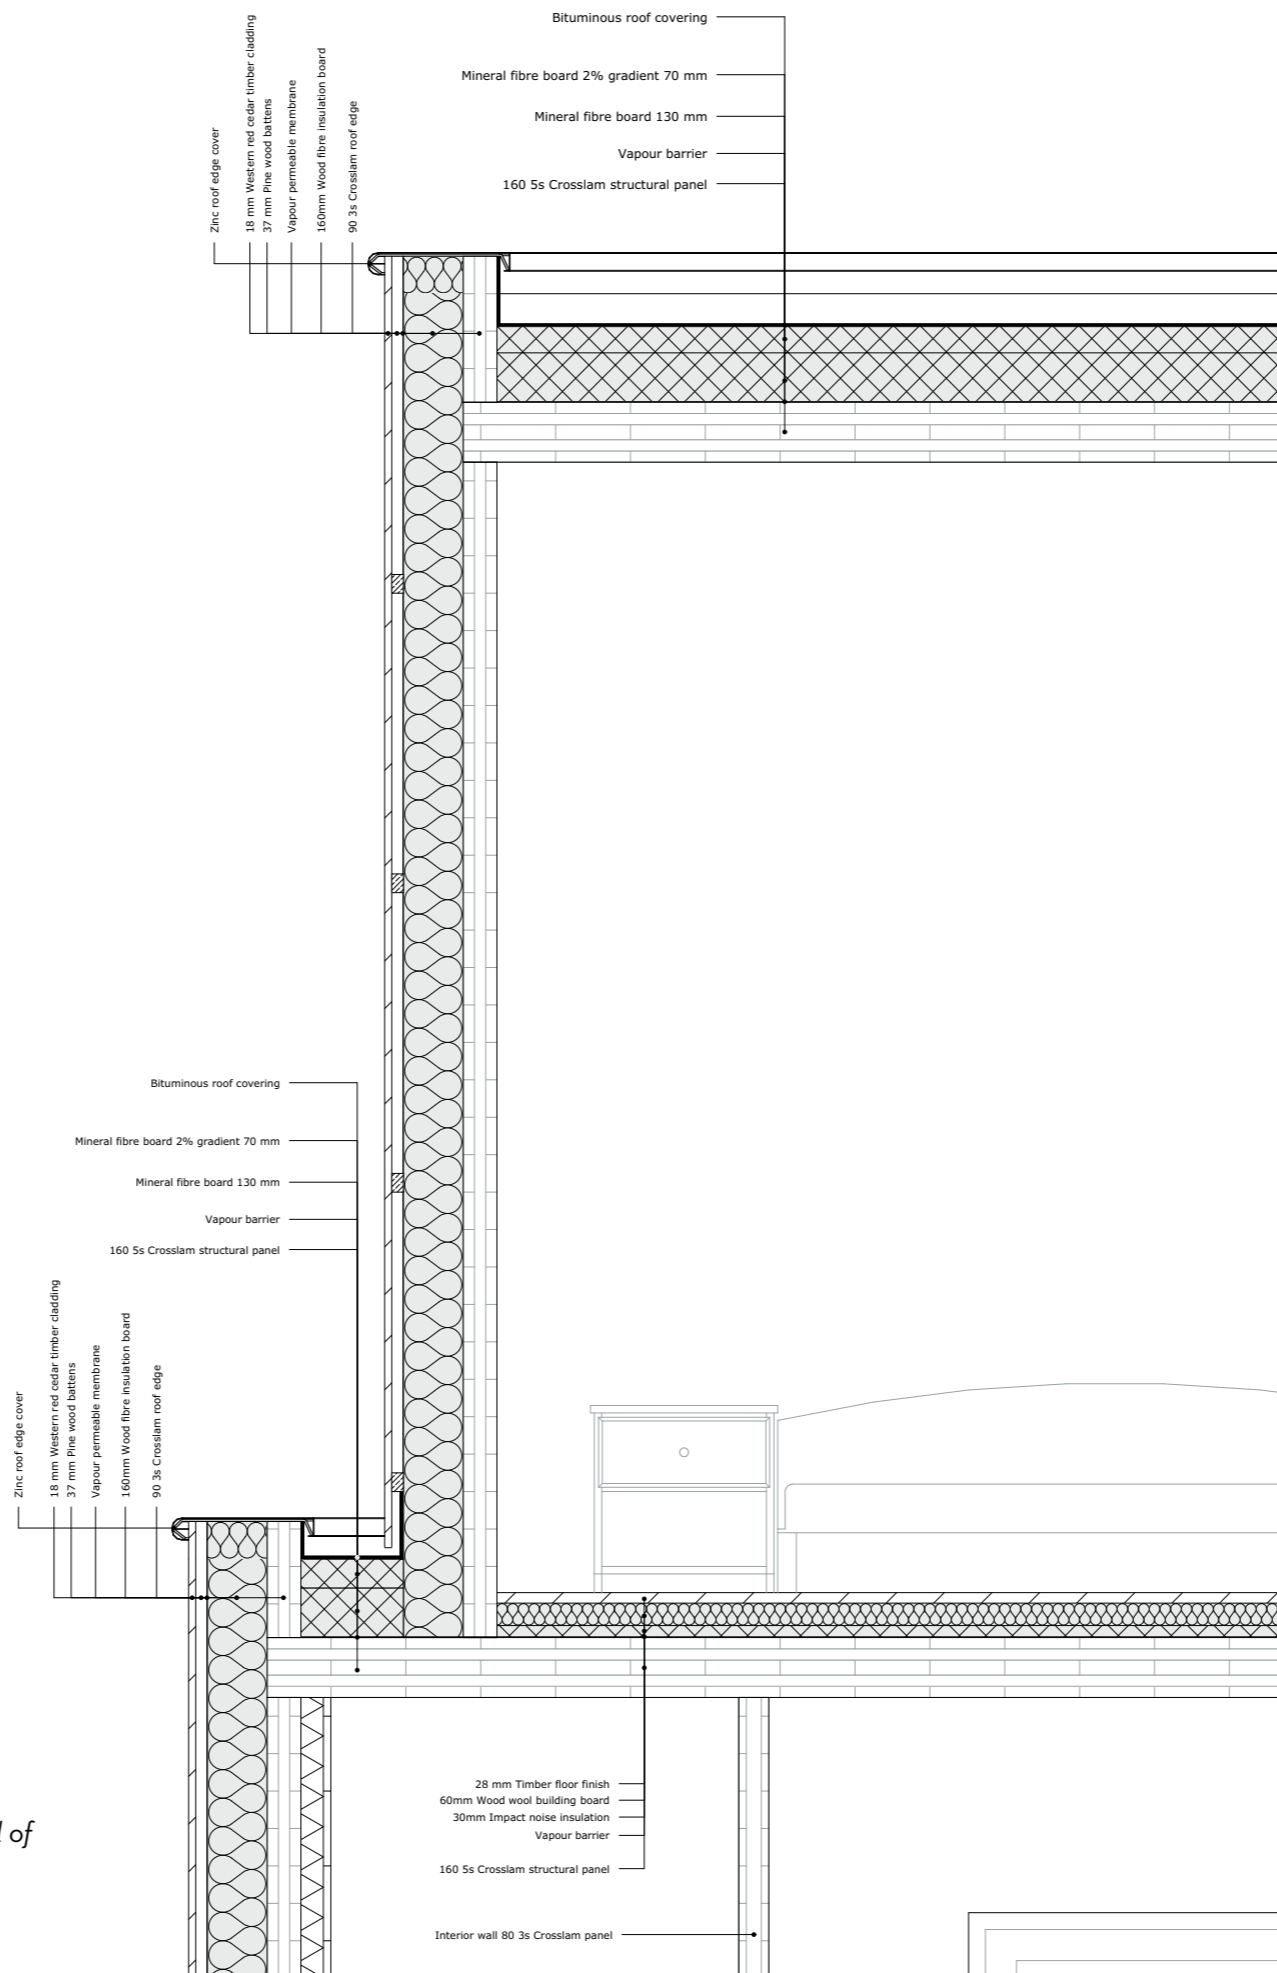 Bituminous roof covering
Mineral fibre board 2% gradient 70 mm
Mineral fibre board 130 mm
Vapour barrier
160 5s Crosslam structural panel
Zinc roof edge cover
18 mm Western red cedar timber cladding
37 mm Pine wood battens
Vapour permeable membrane
160mm Wood fibre insulation board
90 3s Crosslam roof edge
Bituminous roof covering
Mineral fibre board 2% gradient 70 mm
Mineral fibre board 130 mm
Vapour barrier
160 5s Crosslam structural panel
Zinc roof edge cover
18 mm Western red cedar timber cladding
37 mm Pine wood battens
Vapour permeable membrane
160mm Wood fibre insulation board
90 3s Crosslam roof edge
28 mm Timber floor finish
60mm Wood wool building board
30mm Impact noise insulation
Vapour barrier
160 5s Crosslam structural panel
of
Interior wall 80 3s Crosslam panel